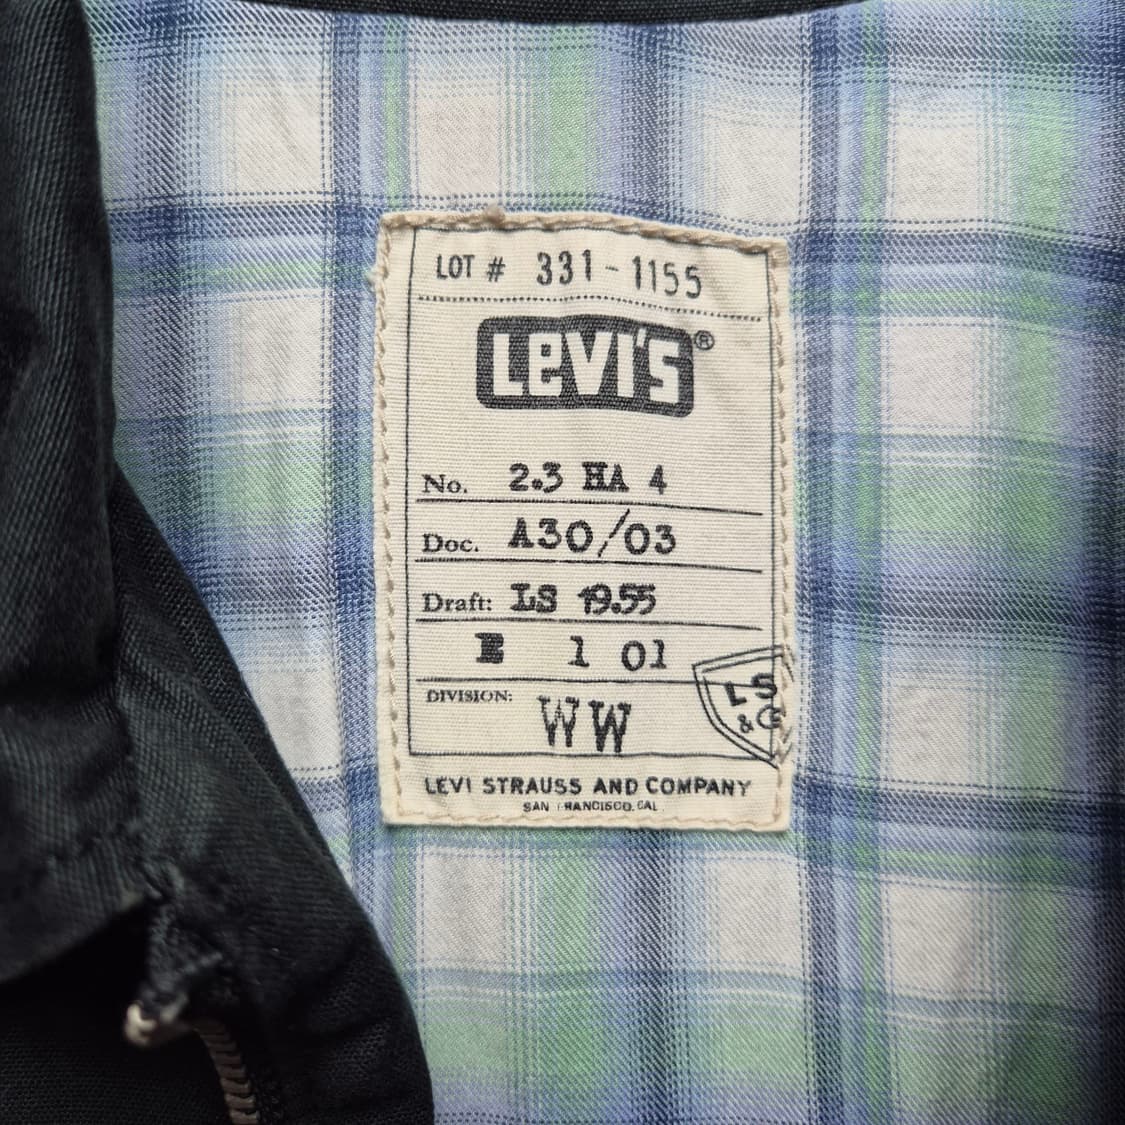 LOT # 331-1155
LEVI'S®
No. 2.3 HA 4
Doc. A30/03
Draft: LS 19.55
E 1 01
DIVISION: WW
LS
& C
LEVI STRAUSS AND COMPANY
SAN FRANCISCO, CAL